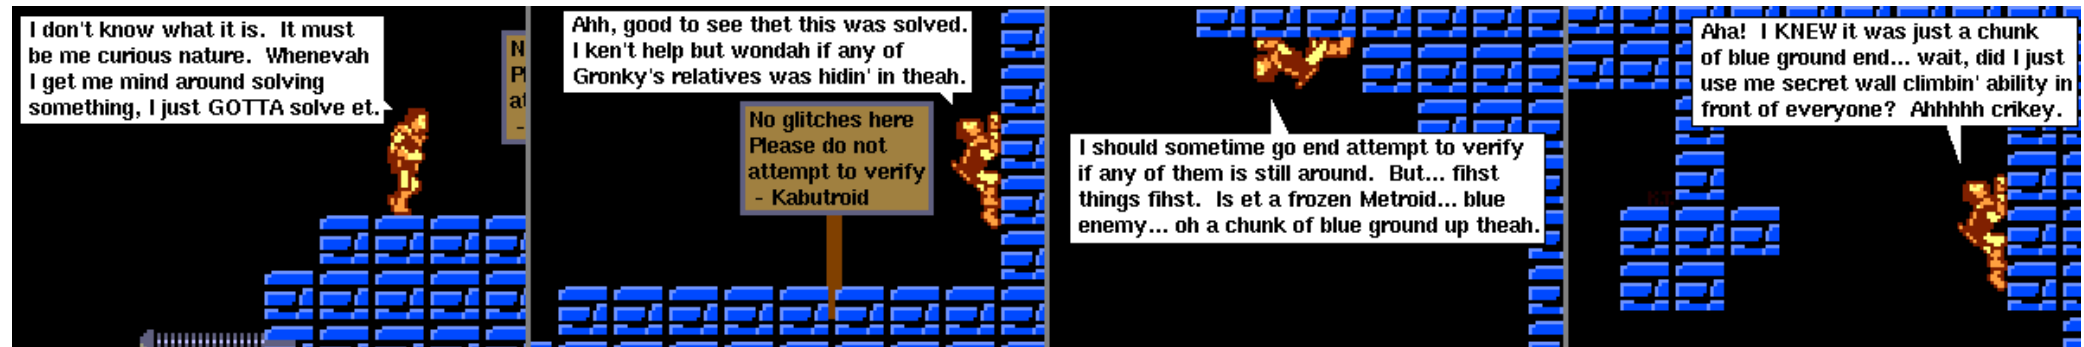 I don't know what it is.  It must
be me curious nature.  Whenevah
I get me mind around solving
something, I just GOTTA solve et.
Ahh, good to see thet this was solved.
I ken't help but wondah if any of
Gronky's relatives was hidin' in theah.
No glitches here
Please do not
attempt to verify
- Kabutroid
I should sometime go end attempt to verify
if any of them is still around.  But... fihst
things fihst.  Is et a frozen Metroid... blue
enemy... oh a chunk of blue ground up theah.
Aha!  I KNEW it was just a chunk
of blue ground end... wait, did I just
use me secret wall climbin' ability in
front of everyone?  Ahhhhh crikey.